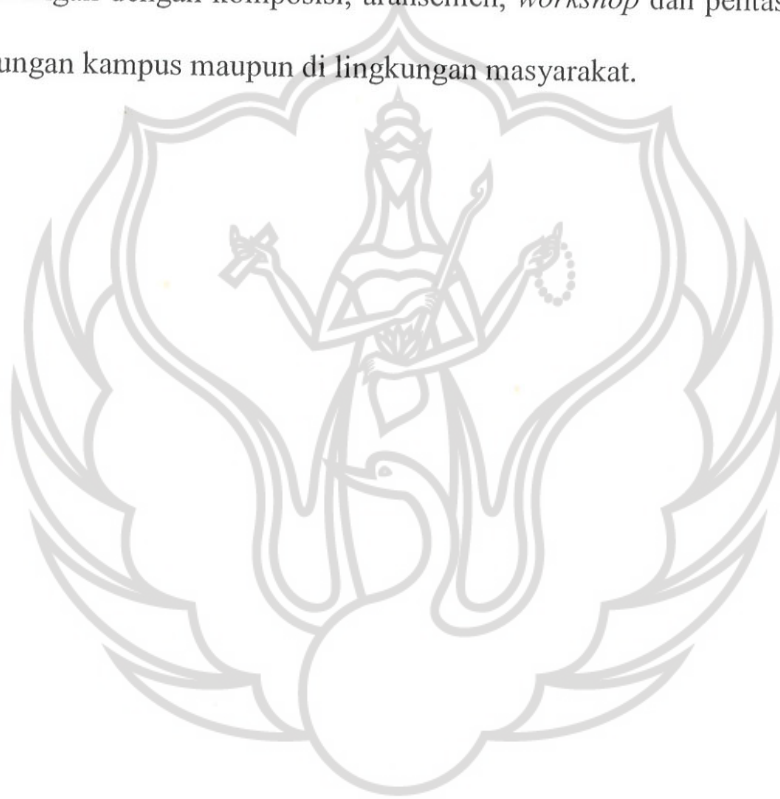 dengan komposisi, aransemen, workshop dan pentas
ungan kampus maupun di lingkungan masyarakat.